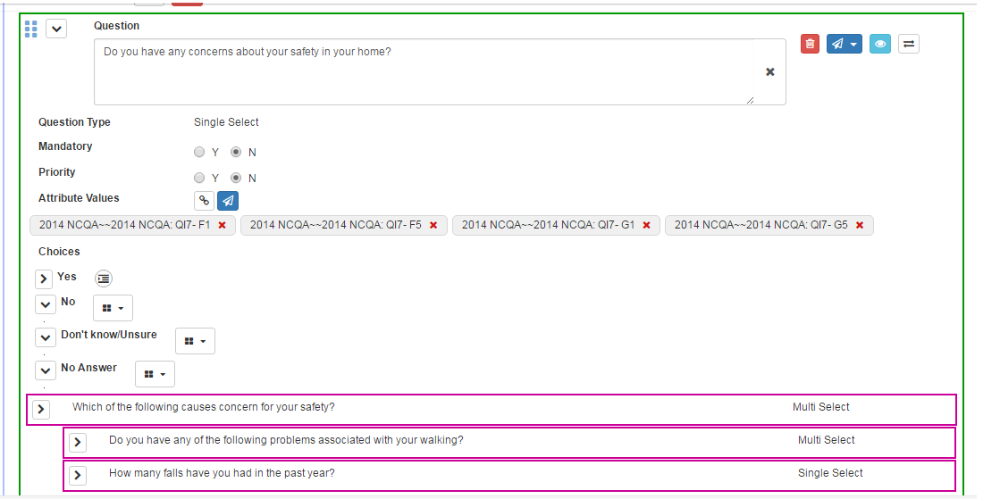 Question
Do you have any concerns about your safety in your home?
Question Type Single Select
Mandatory Y N
Priority Y N
Attribute Values
2014 NCQA~~2014 NCQA: QI7- F1 2014 NCQA~~2014 NCQA: QI7- F5 2014 NCQA~~2014 NCQA: QI7- G1 2014 NCQA~~2014 NCQA: QI7- G5
Choices
Yes
No
Don't know/Unsure
No Answer
Which of the following causes concern for your safety? Multi Select
Do you have any of the following problems associated with your walking? Multi Select
How many falls have you had in the past year? Single Select